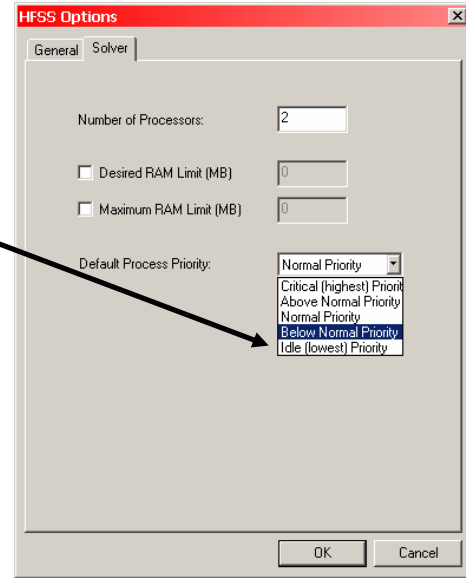 HFSS Options
General Solver
Number of Processors: 2
Desired RAM Limit (MB) 0
Maximum RAM Limit (MB) 0
Default Process Priority: Normal Priority
Critical (highest) Priorit
Above Normal Priority
Normal Priority
Below Normal Priority
Idle (lowest) Priority
OK Cancel